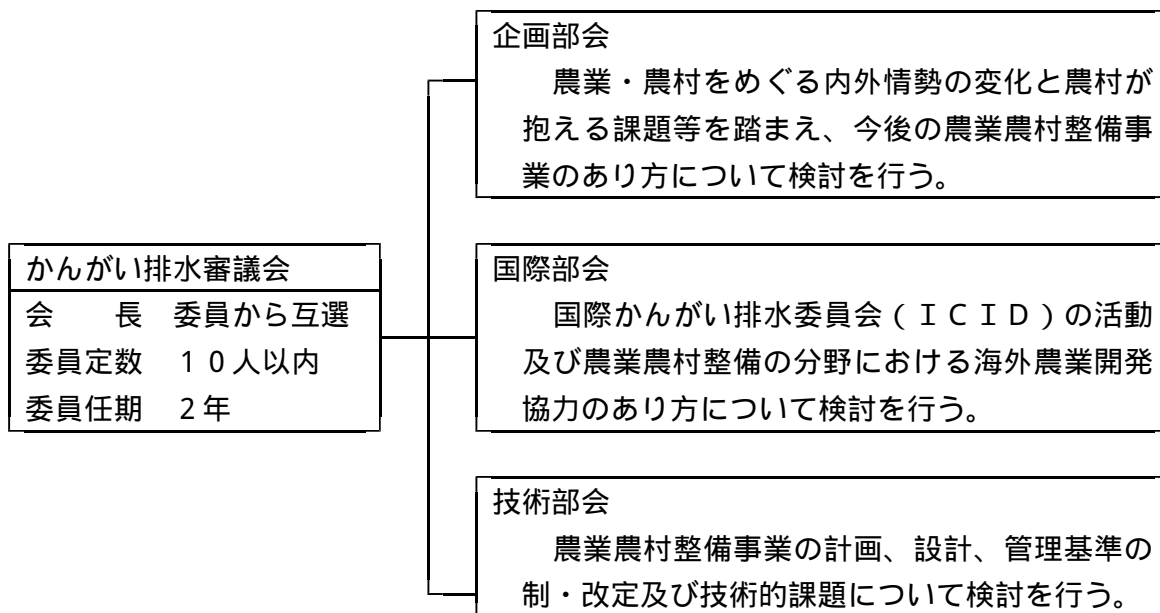 企画部会
農業・農村をめぐる内外情勢の変化と農村が
抱える課題等を踏まえ、今後の農業農村整備事
業のあり方について検討を行う。
かんがい排水審議会
会　　長　委員から互選
委員定数　１０人以内
委員任期　２年
国際部会
国際かんがい排水委員会（ＩＣＩＤ）の活動
及び農業農村整備の分野における海外農業開発
協力のあり方について検討を行う。
技術部会
農業農村整備事業の計画、設計、管理基準の
制・改定及び技術的課題について検討を行う。